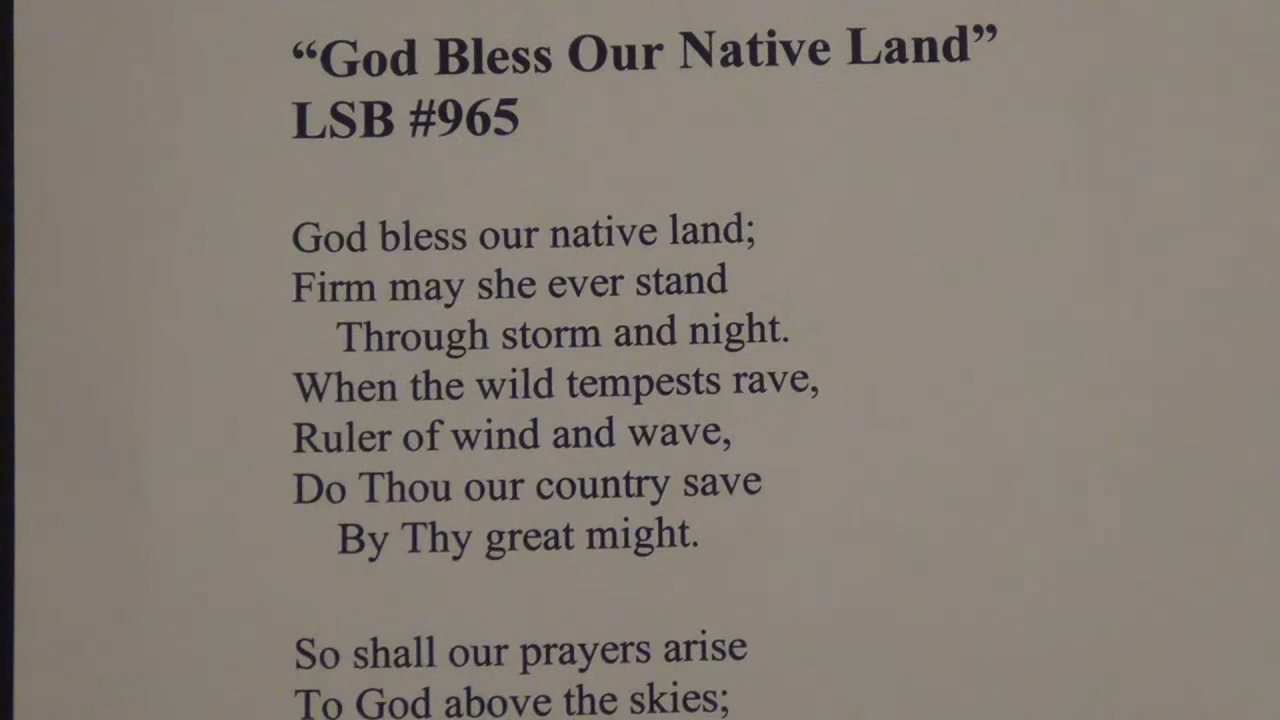 “God Bless Our Native Land”
LSB #965
God bless our native land;
Firm may she ever stand
Through storm and night.
When the wild tempests rave,
Ruler of wind and wave,
Do Thou our country save
By Thy great might.
So shall our prayers arise
To God above the skies;